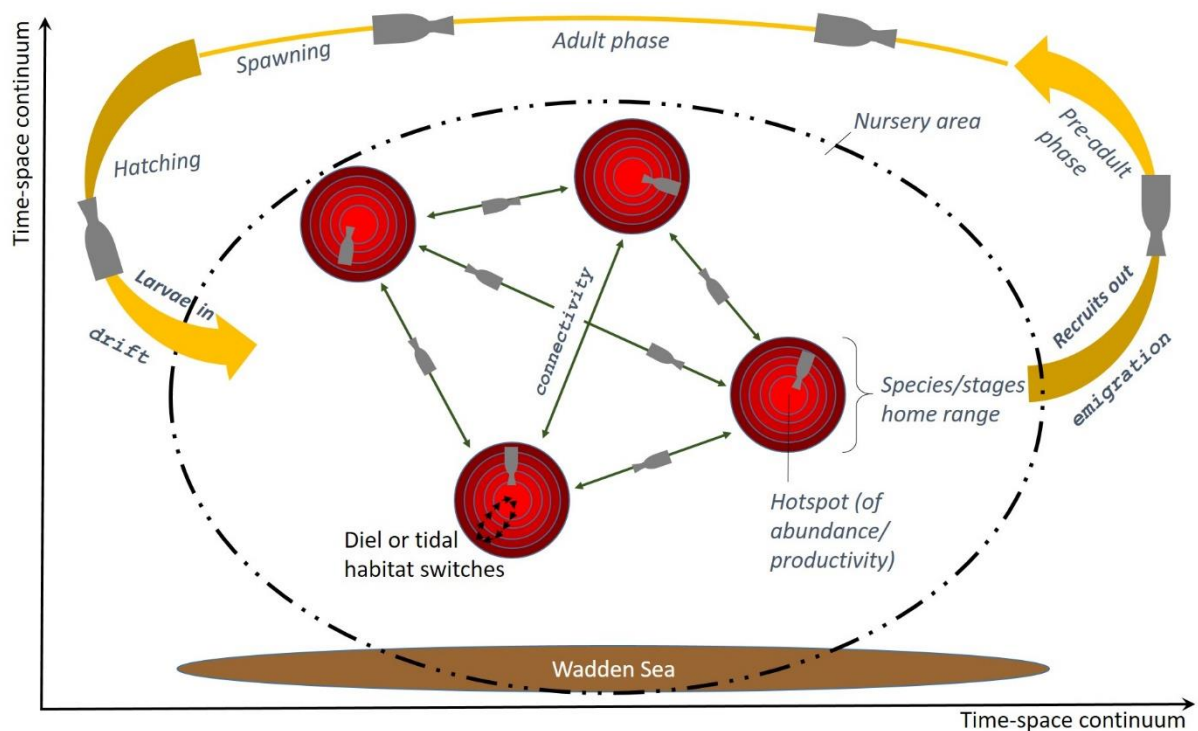 Time-space continuum
Spawning
Adult phase
Nursery area
Pre-adult
phase
Hatching
Larvae in
drift
connectivity
Recruits out
emigration
Species/stages
home range
Hotspot (of
abundance/
productivity)
Diel or tidal
habitat switches
Wadden Sea
Time-space continuum